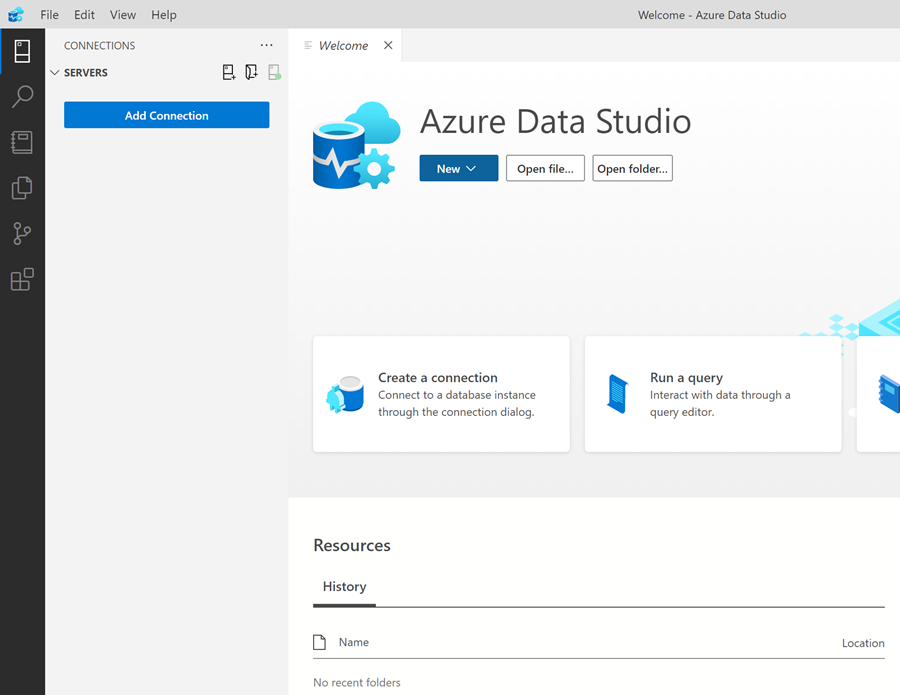 File Edit View Help
Welcome - Azure Data Studio
CONNECTIONS
SERVERS
Add Connection
Welcome
Azure Data Studio
New
Open file...
Open folder...
Create a connection
Connect to a database instance
through the connection dialog.
Run a query
Interact with data through a
query editor.
Resources
History
Name
Location
No recent folders